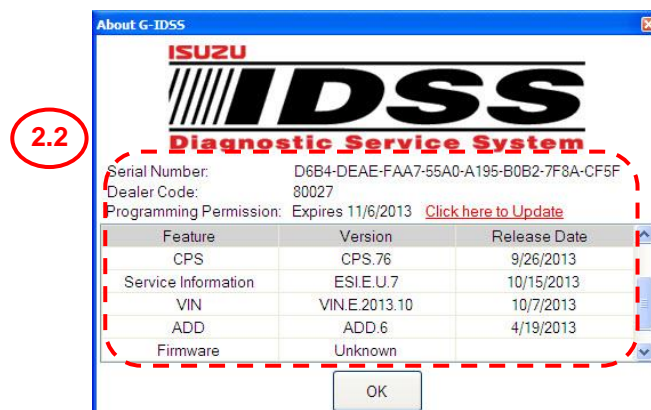 About G-IDSS
ISUZU
IDSS
Diagnostic Service System
2.2
Serial Number: D6B4-DEAE-FAA7-55A0-A195-B0B2-7F8A-CF5F
Dealer Code: 80027
Programming Permission: Expires 11/6/2013 Click here to Update
Feature Version Release Date
CPS CPS.76 9/26/2013
Service Information ESI.E.U.7 10/15/2013
VIN VIN.E.2013.10 10/7/2013
ADD ADD.6 4/19/2013
Firmware Unknown
OK